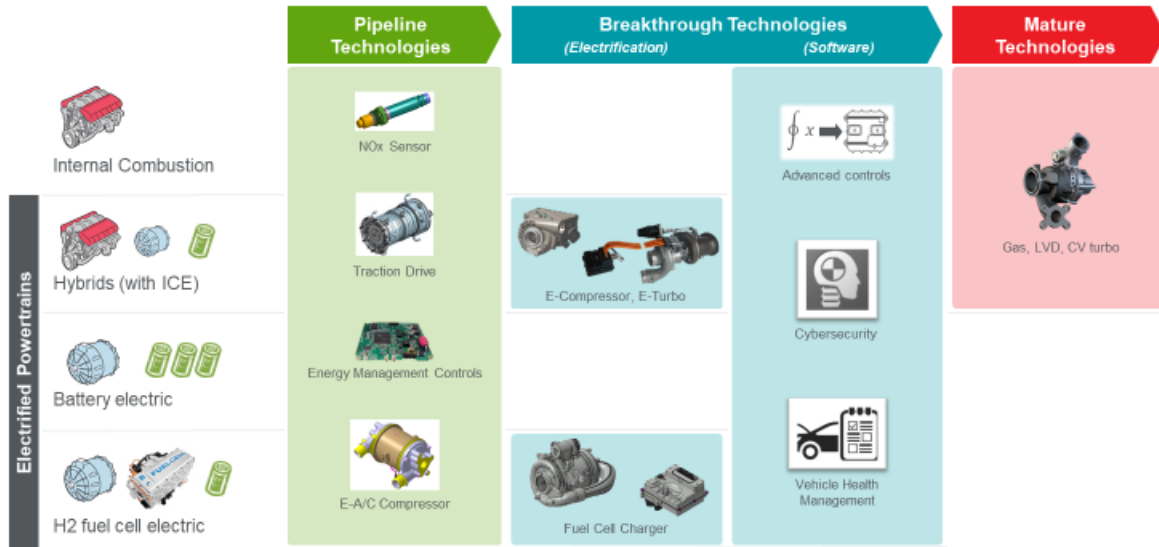 Pipeline
Technologies
Breakthrough Technologies
(Electrification)
(Software)
Mature
Technologies
Internal Combustion
NOx Sensor
Advanced controls
Gas, LVD, CV turbo
Electrified Powertrains
Hybrids (with ICE)
Traction Drive
E-Compressor, E-Turbo
Cybersecurity
Battery electric
Energy Management Controls
H2 fuel cell electric
FUELCELL
E-A/C Compressor
Fuel Cell Charger
Vehicle Health
Management
∮ x